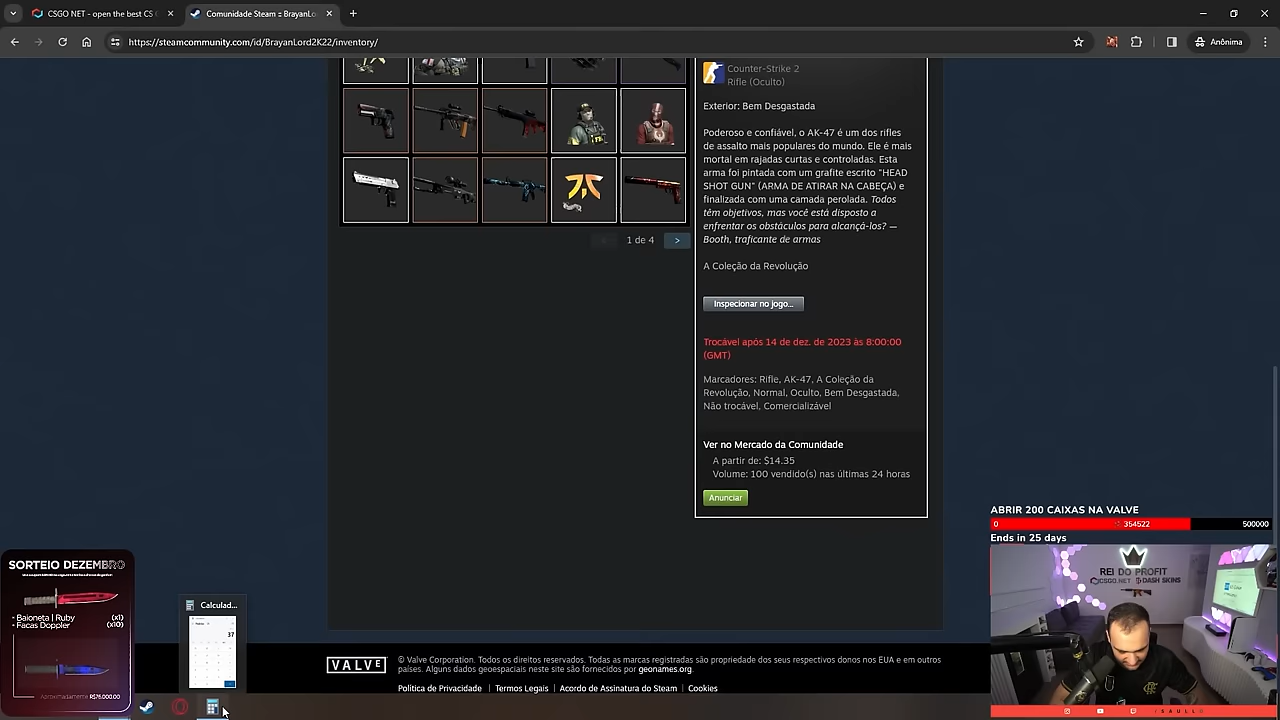 CSGO NET - open the best CS
Comunidade Steam :: BrayanLo
https://steamcommunity.com/id/BrayanLord2K22/inventory/
Anônima
Counter-Strike 2
Rifle (Oculto)
Exterior: Bem Desgastada
Poderoso e confiável, o AK-47 é um dos rifles
de assalto mais populares do mundo. Ele é mais
mortal em rajadas curtas e controladas. Esta
arma foi pintada com um grafite escrito "HEAD
SHOT GUN" (ARMA DE ATIRAR NA CABEÇA) e
finalizada com uma camada perolada. Todos
têm objetivos, mas você está disposto a
enfrentar os obstáculos para alcançá-los? —
Booth, traficante de armas
1 de 4 >
A Coleção da Revolução
Inspecionar no jogo...
Trocável após 14 de dez. de 2023 às 8:00:00
(GMT)
Marcadores: Rifle, AK-47, A Coleção da
Revolução, Normal, Oculto, Bem Desgastada,
Não trocável, Comercializável
Ver no Mercado da Comunidade
A partir de: $14.35
Volume: 100 vendido(s) nas últimas 24 horas
Anunciar
ABRIR 200 CAIXAS NA VALVE
0 354522 500000
Ends in 25 days
REI DO PROFIT
CSGO.NET DASH SKINS
SORTEIO DEZEMBRO
Baioneta | Ruby (x1)
Facas Doppler (x10)
Aproximadamente R$76.000,00
Calculad...
37
VALVE
© Valve Corporation. Todos os direitos reservados. Todas as marcas registradas são propriedade dos seus respectivos donos nos EUA e em outros
países. Alguns dados geoespaciais neste site são fornecidos por geonames.org.
Política de Privacidade | Termos Legais | Acordo de Assinatura do Steam | Cookies
SAULL